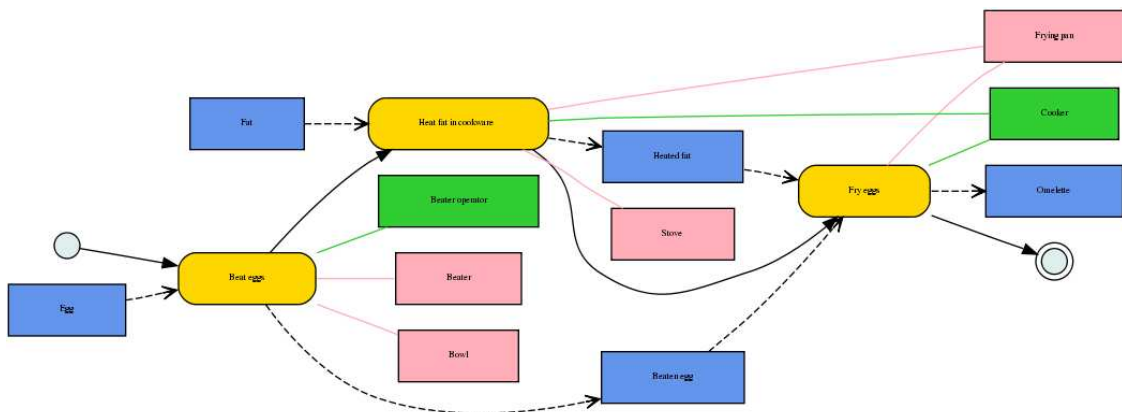 Frying pan
Fat
Heat fat in cookware
Cooker
Heated fat
Fry eggs
Omelette
Beater operator
Stove
Beat eggs
Beater
Egg
Bowl
Beaten egg